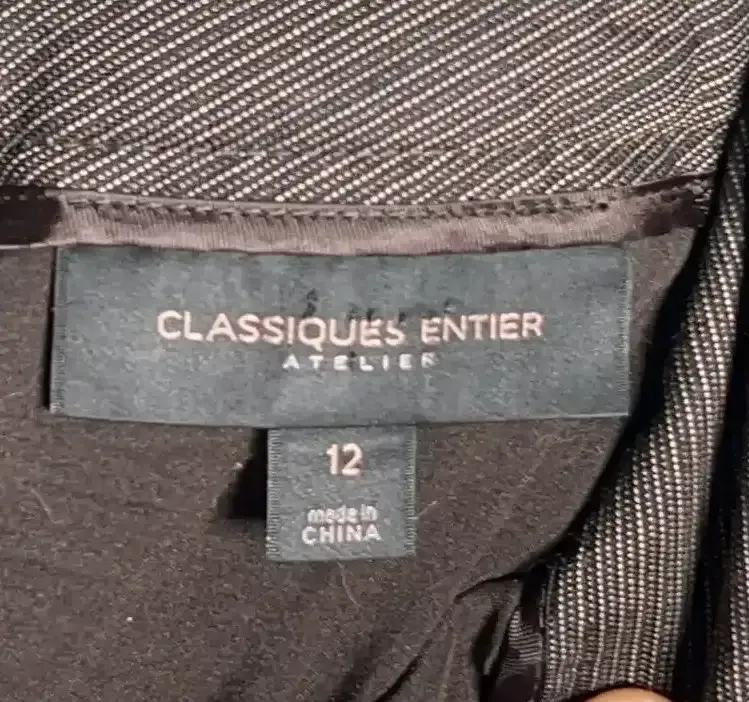 CLASSIQUES ENTIER
ATELIER
12
made in
CHINA